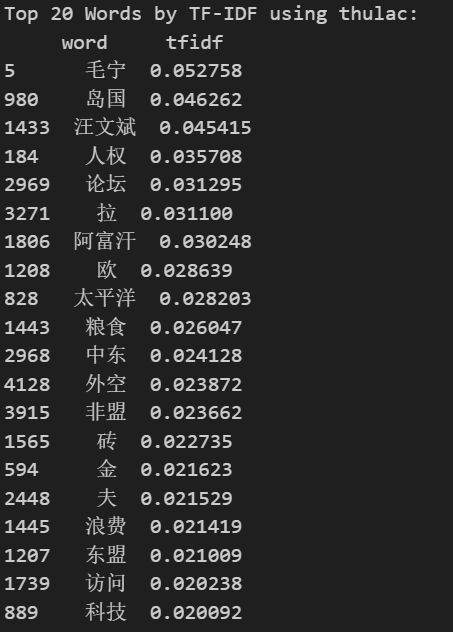 Top 20 Words by TF-IDF using thulac:
word tfidf
5 毛宁 0.052758
980 岛国 0.046262
1433 汪文斌 0.045415
184 人权 0.035708
2969 论坛 0.031295
3271 拉 0.031100
1806 阿富汗 0.030248
1208 欧 0.028639
828 太平洋 0.028203
1443 粮食 0.026047
2968 中东 0.024128
4128 外空 0.023872
3915 非盟 0.023662
1565 砖 0.022735
594 金 0.021623
2448 夫 0.021529
1445 浪费 0.021419
1207 东盟 0.021009
1739 访问 0.020238
889 科技 0.020092